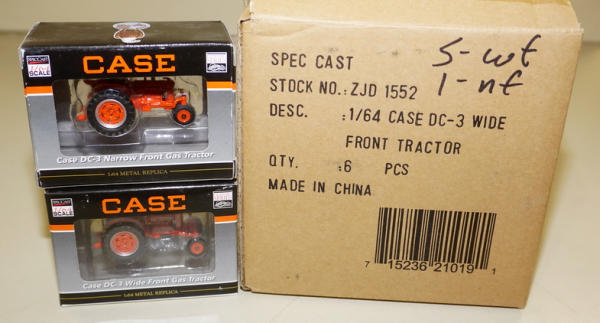 CASE
Case DC-3 Narrow Front Gas Tractor
1:64 METAL REPLICA
SCALE
CASE
Case DC-3 Wide Front Gas Tractor
1:64 METAL REPLICA
SPEC CAST
STOCK NO.:ZJD 1552
DESC. :1/64 CASE DC-3 WIDE
FRONT TRACTOR
QTY. :6 PCS
MADE IN CHINA
5-wf
1-nf
7 15236 21019 1